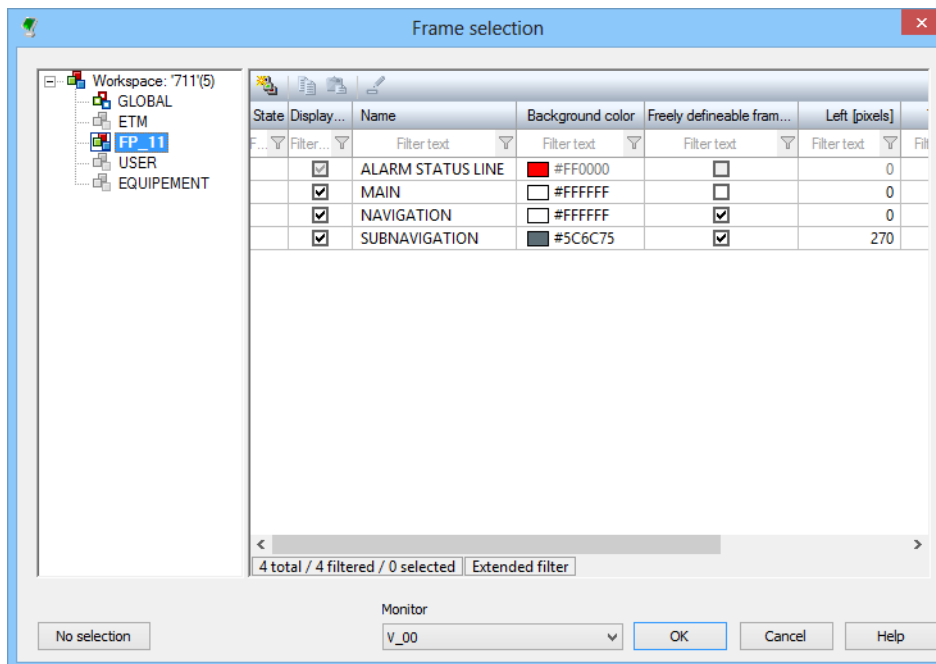 Frame selection
Workspace: '711'(5)
GLOBAL
ETM
FP_11
USER
EQUIPEMENT
State Display... Name Background color Freely defineable fram... Left [pixels]
F... Filter... Filter text Filter text Filter text Filter text Filt
ALARM STATUS LINE #FF0000 0
MAIN #FFFFFF 0
NAVIGATION #FFFFFF 0
SUBNAVIGATION #5C6C75 270
4 total / 4 filtered / 0 selected Extended filter
Monitor
No selection V_00 OK Cancel Help